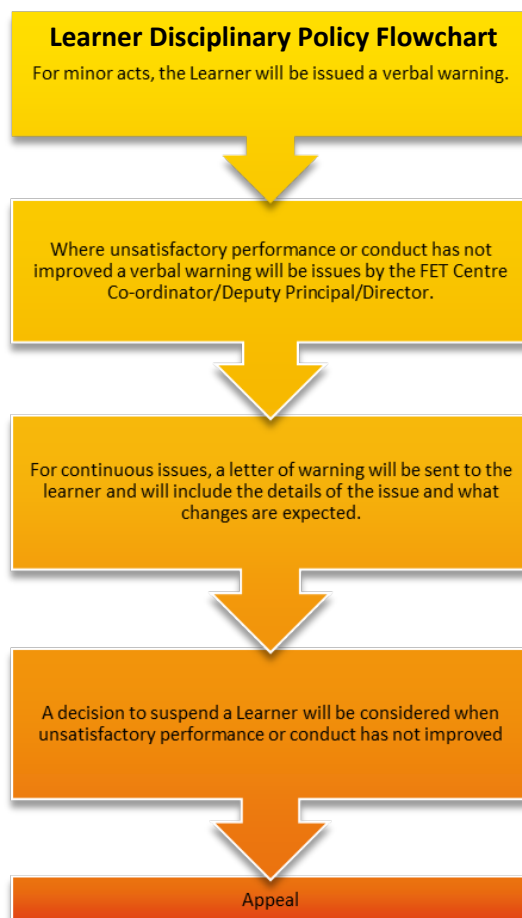 Learner Disciplinary Policy Flowchart
For minor acts, the Learner will be issued a verbal warning.
Where unsatisfactory performance or conduct has not
improved a verbal warning will be issues by the FET Centre
Co-ordinator/Deputy Principal/Director.
For continuous issues, a letter of warning will be sent to the
learner and will include the details of the issue and what
changes are expected.
A decision to suspend a Learner will be considered when
unsatisfactory performance or conduct has not improved
Appeal